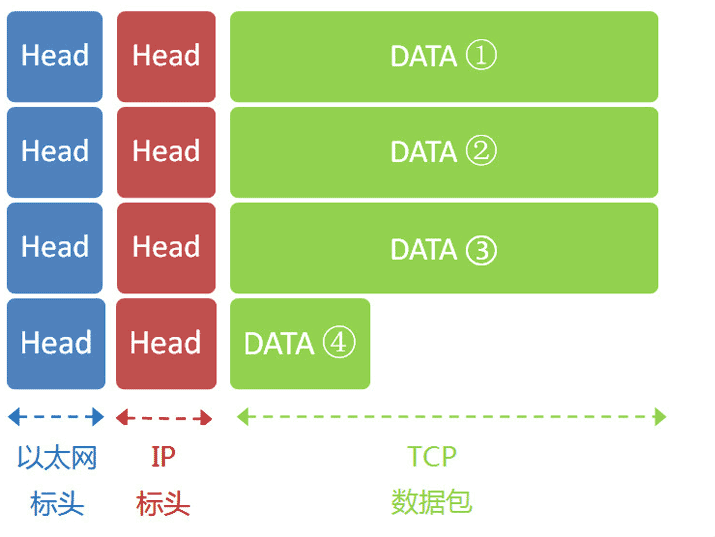 Head Head DATA ①
Head Head DATA ②
Head Head DATA ③
Head Head DATA ④
以太网 IP TCP
标头 标头 数据包